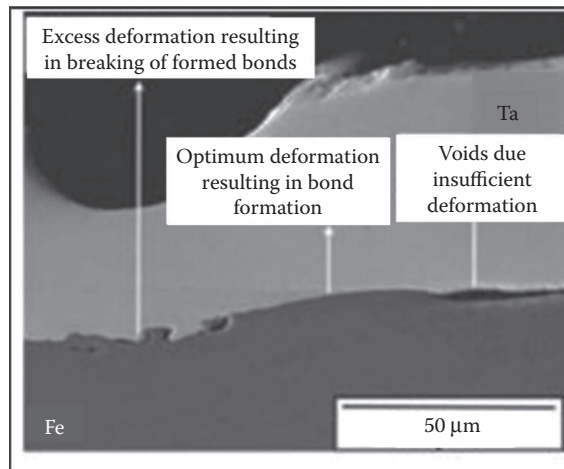 Excess deformation resulting
in breaking of formed bonds
Ta
Optimum deformation
resulting in bond
formation
Voids due
insufficient
deformation
Fe
50 µm